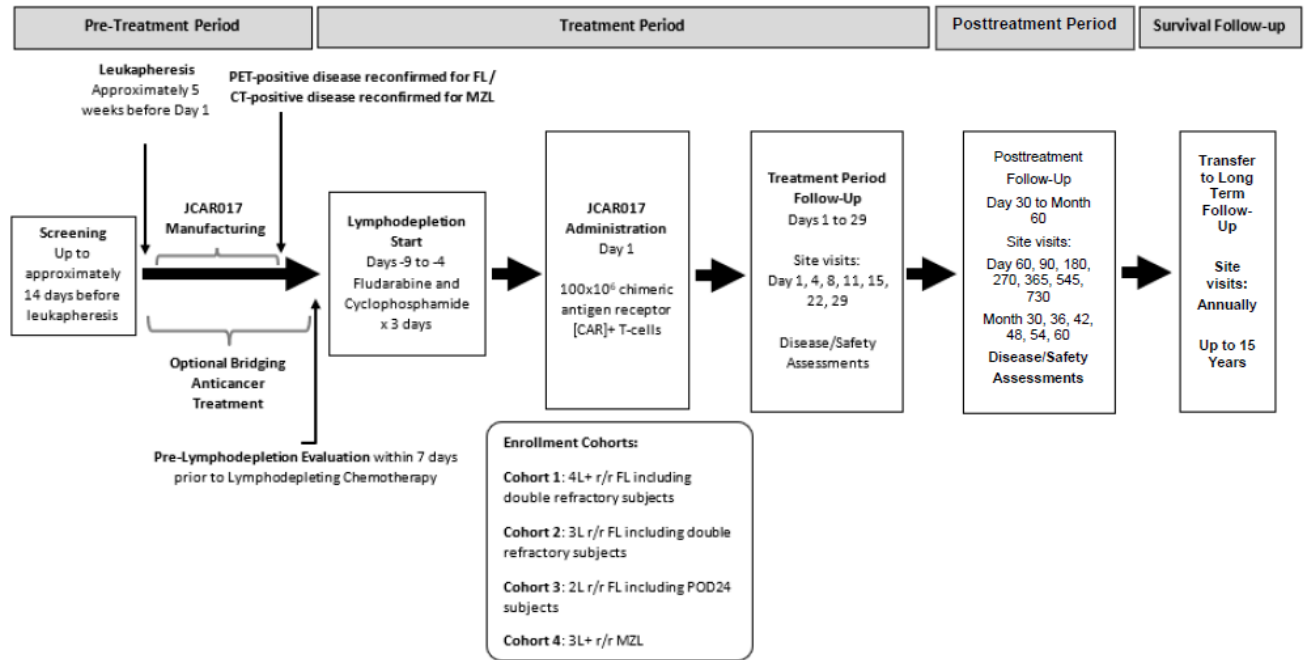 Pre-Treatment Period
Treatment Period
Posttreatment Period
Survival Follow-up
Leukapheresis
Approximately 5
weeks before Day 1
PET-positive disease reconfirmed for FL/
CT-positive disease reconfirmed for MZL
Screening
Up to
approximately
14 days before
leukapheresis
JCAR017
Manufacturing
Optional Bridging
Anticancer
Treatment
Pre-Lymphodepletion Evaluation within 7 days
prior to Lymphodepleting Chemotherapy
Lymphodepletion
Start
Days -9 to -4
Fludarabine and
Cyclophosphamide
x 3 days
JCAR017
Administration
Day 1
100x10⁶ chimeric
antigen receptor
[CAR]+ T-cells
Treatment Period
Follow-Up
Days 1 to 29
Site visits:
Day 1, 4, 8, 11, 15,
22, 29
Disease/Safety
Assessments
Posttreatment
Follow-Up
Day 30 to Month
60
Site visits:
Day 60, 90, 180,
270, 365, 545,
730
Month 30, 36, 42,
48, 54, 60
Disease/Safety
Assessments
Transfer
to Long
Term
Follow-
Up
Site
visits:
Annually
Up to 15
Years
Enrollment Cohorts:
Cohort 1: 4L+ r/r FL including
double refractory subjects
Cohort 2: 3L r/r FL including double
refractory subjects
Cohort 3: 2L r/r FL including POD24
subjects
Cohort 4: 3L+ r/r MZL